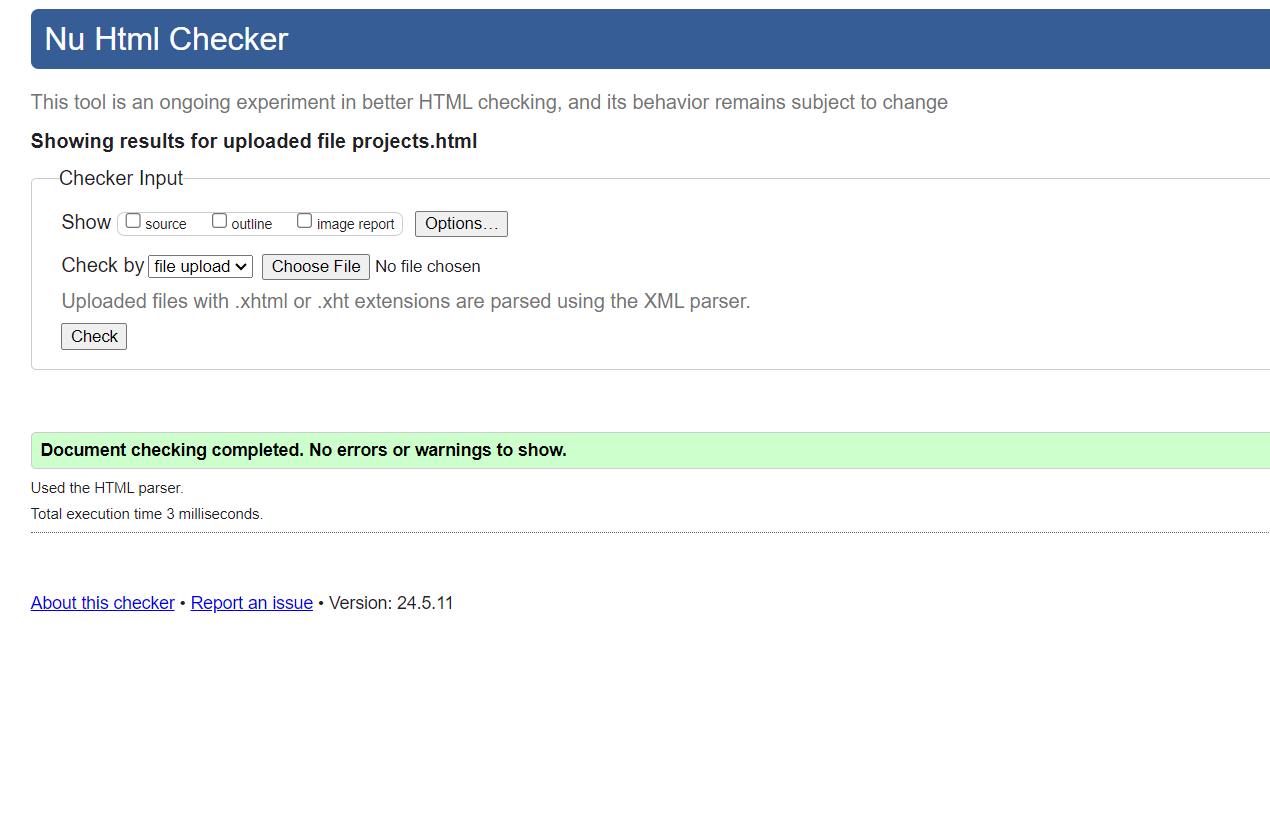 Nu Html Checker
This tool is an ongoing experiment in better HTML checking, and its behavior remains subject to change
Showing results for uploaded file projects.html
Checker Input
Show source outline image report Options...
Check by file upload Choose File No file chosen
Uploaded files with .xhtml or .xht extensions are parsed using the XML parser.
Check
Document checking completed. No errors or warnings to show.
Used the HTML parser.
Total execution time 3 milliseconds.
About this checker • Report an issue • Version: 24.5.11